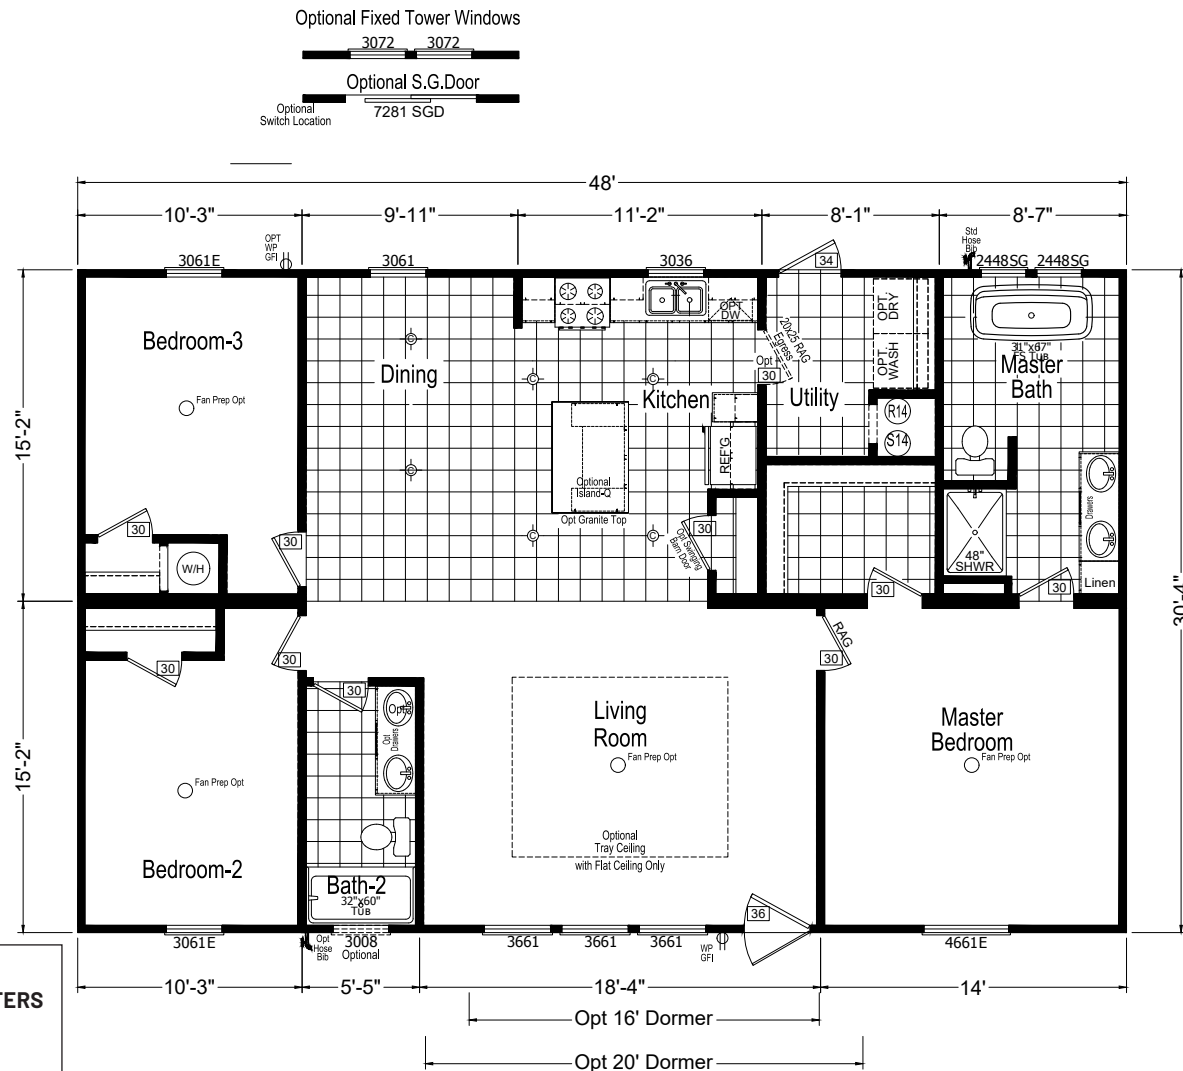 Optional Fixed Tower Windows
3072 3072
Optional S.G.Door
7281 SGD
Optional
Switch Location
48'
10'-3" 9'-11" 11'-2" 8'-1" 8'-7"
OPT
WP
GFI
Std
Hose
Bib
3061E 3061 3036 34 2448SG 2448SG
Bedroom-3
Fan Prep Opt
Dining
Kitchen
OPT
DW
20x25 RAG
Egress
Opt
30
Utility
OPT.
DRY
OPT.
WASH
R14
S14
31"x67"
FS TUB
Master
Bath
REF'G
Optional
Island-Q
Opt Granite Top
Opt Swinging
Barn Door
30
Drawers
48"
SHWR
Linen
30
30
30
W/H
30
15'-2"
15'-2"
30'-4"
30
30
30
Opt
Opt
Drawers
Bath-2
32"x60"
TUB
Fan Prep Opt
Bedroom-2
Living
Room
Fan Prep Opt
Optional
Tray Ceiling
with Flat Ceiling Only
RAG
30
Master
Bedroom
Fan Prep Opt
36
3061E
Opt
Hose
Bib
3008
Optional
3661 3661 3661
WP
GFI
4661E
10'-3" 5'-5" 18'-4" 14'
Opt 16' Dormer
Opt 20' Dormer
TERS